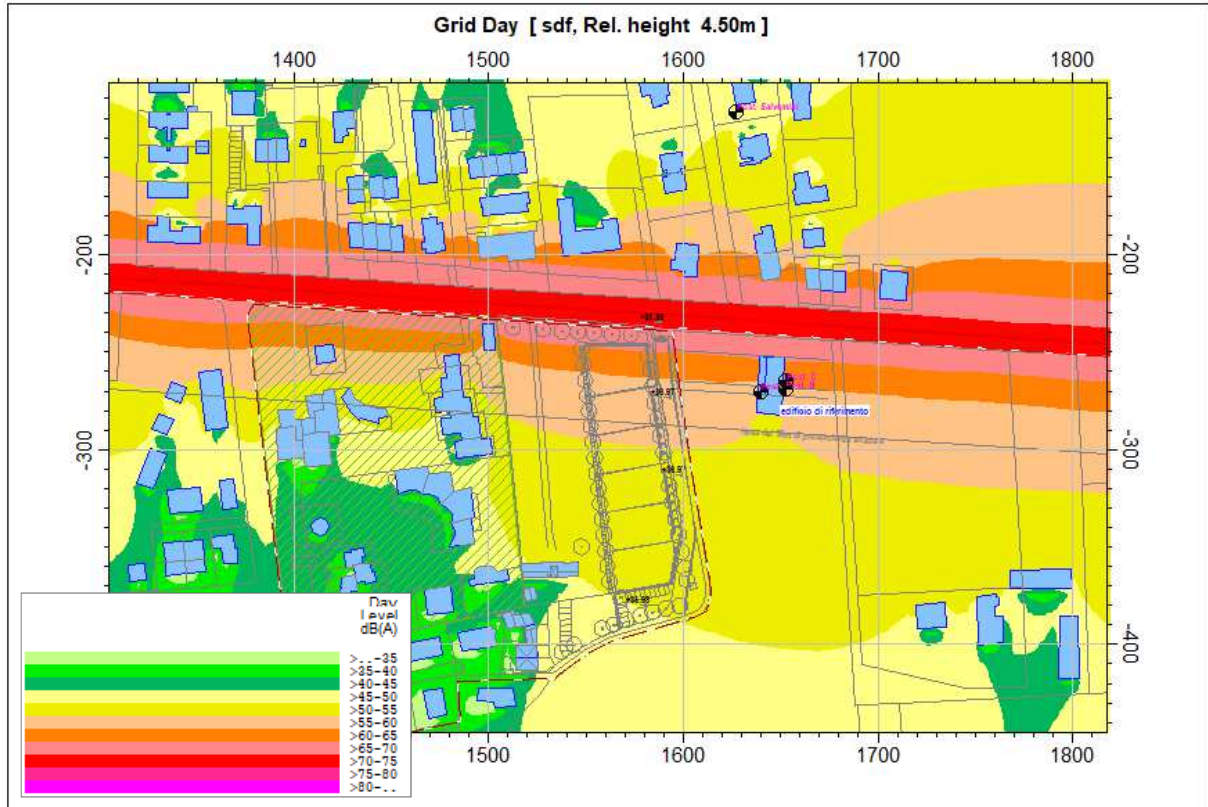 Grid Day [ sdf, Rel. height 4.50m ]
1400 1500 1600 1700 1800
-200 -200
-300 -300
-400
1500 1600 1700 1800
edificio di riferimento
Day
Level
dB(A)
>..-35
>35-40
>40-45
>45-50
>50-55
>55-60
>60-65
>65-70
>70-75
>75-80
>80-..